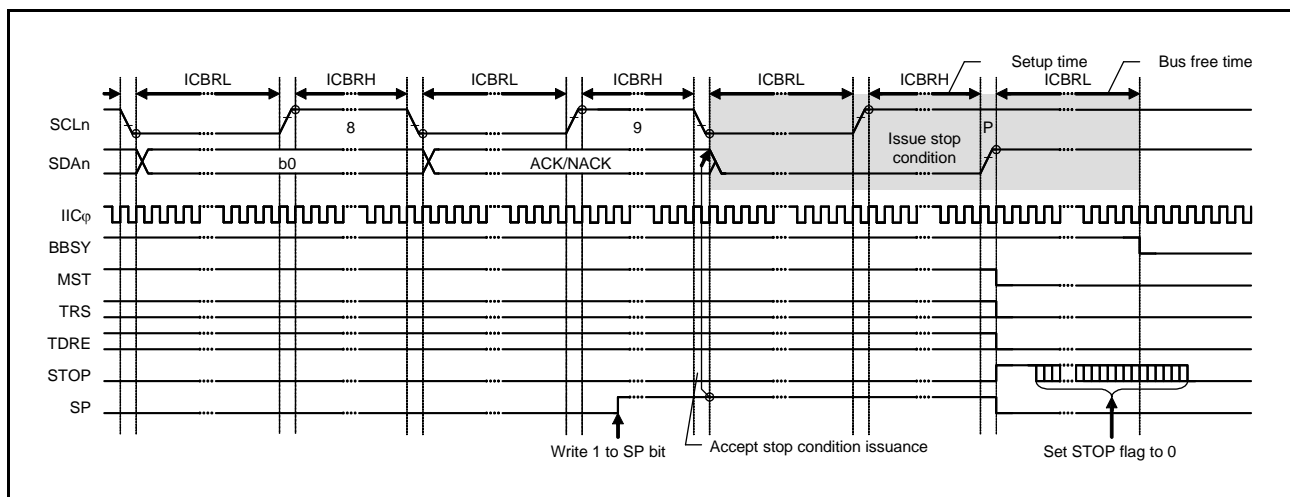 Setup time
Bus free time
ICBRL
ICBRH
ICBRL
ICBRH
ICBRL
ICBRH
ICBRL
SCLn
8
9
P
Issue stop
condition
SDAn
b0
ACK/NACK
IICφ
BBSY
MST
TRS
TDRE
STOP
SP
Write 1 to SP bit
Accept stop condition issuance
Set STOP flag to 0